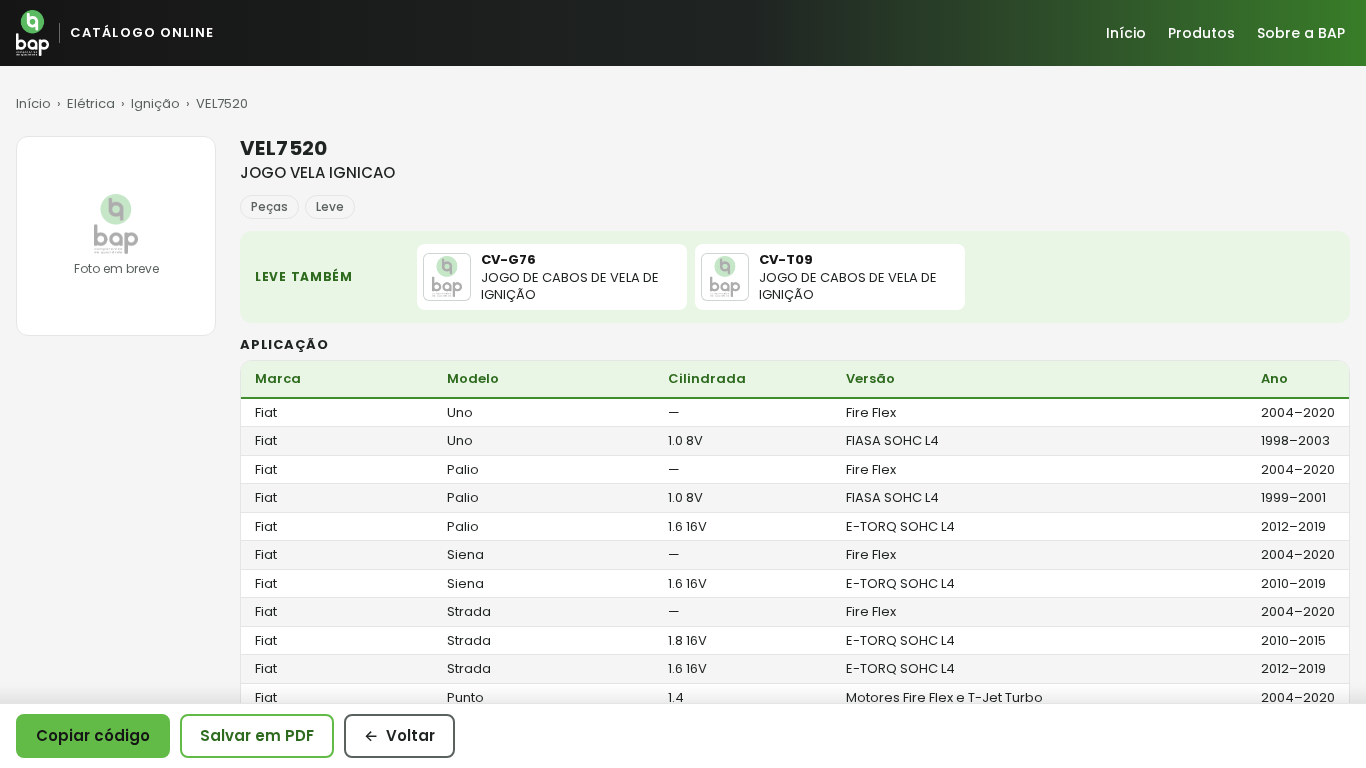 bap
CATÁLOGO ONLINE
Início
Produtos
Sobre a BAP
Início › Elétrica › Ignição › VEL7520
bap
Foto em breve
VEL7520
JOGO VELA IGNICAO
Peças
Leve
LEVE TAMBÉM
bap
CV-G76
JOGO DE CABOS DE VELA DE
IGNIÇÃO
bap
CV-T09
JOGO DE CABOS DE VELA DE
IGNIÇÃO
APLICAÇÃO
Marca Modelo Cilindrada Versão Ano
Fiat Uno — Fire Flex 2004–2020
Fiat Uno 1.0 8V FIASA SOHC L4 1998–2003
Fiat Palio — Fire Flex 2004–2020
Fiat Palio 1.0 8V FIASA SOHC L4 1999–2001
Fiat Palio 1.6 16V E-TORQ SOHC L4 2012–2019
Fiat Siena — Fire Flex 2004–2020
Fiat Siena 1.6 16V E-TORQ SOHC L4 2010–2019
Fiat Strada — Fire Flex 2004–2020
Fiat Strada 1.8 16V E-TORQ SOHC L4 2010–2015
Fiat Strada 1.6 16V E-TORQ SOHC L4 2012–2019
Fiat Punto 1.4 Motores Fire Flex e T-Jet Turbo 2004–2020
Copiar código
Salvar em PDF
← Voltar